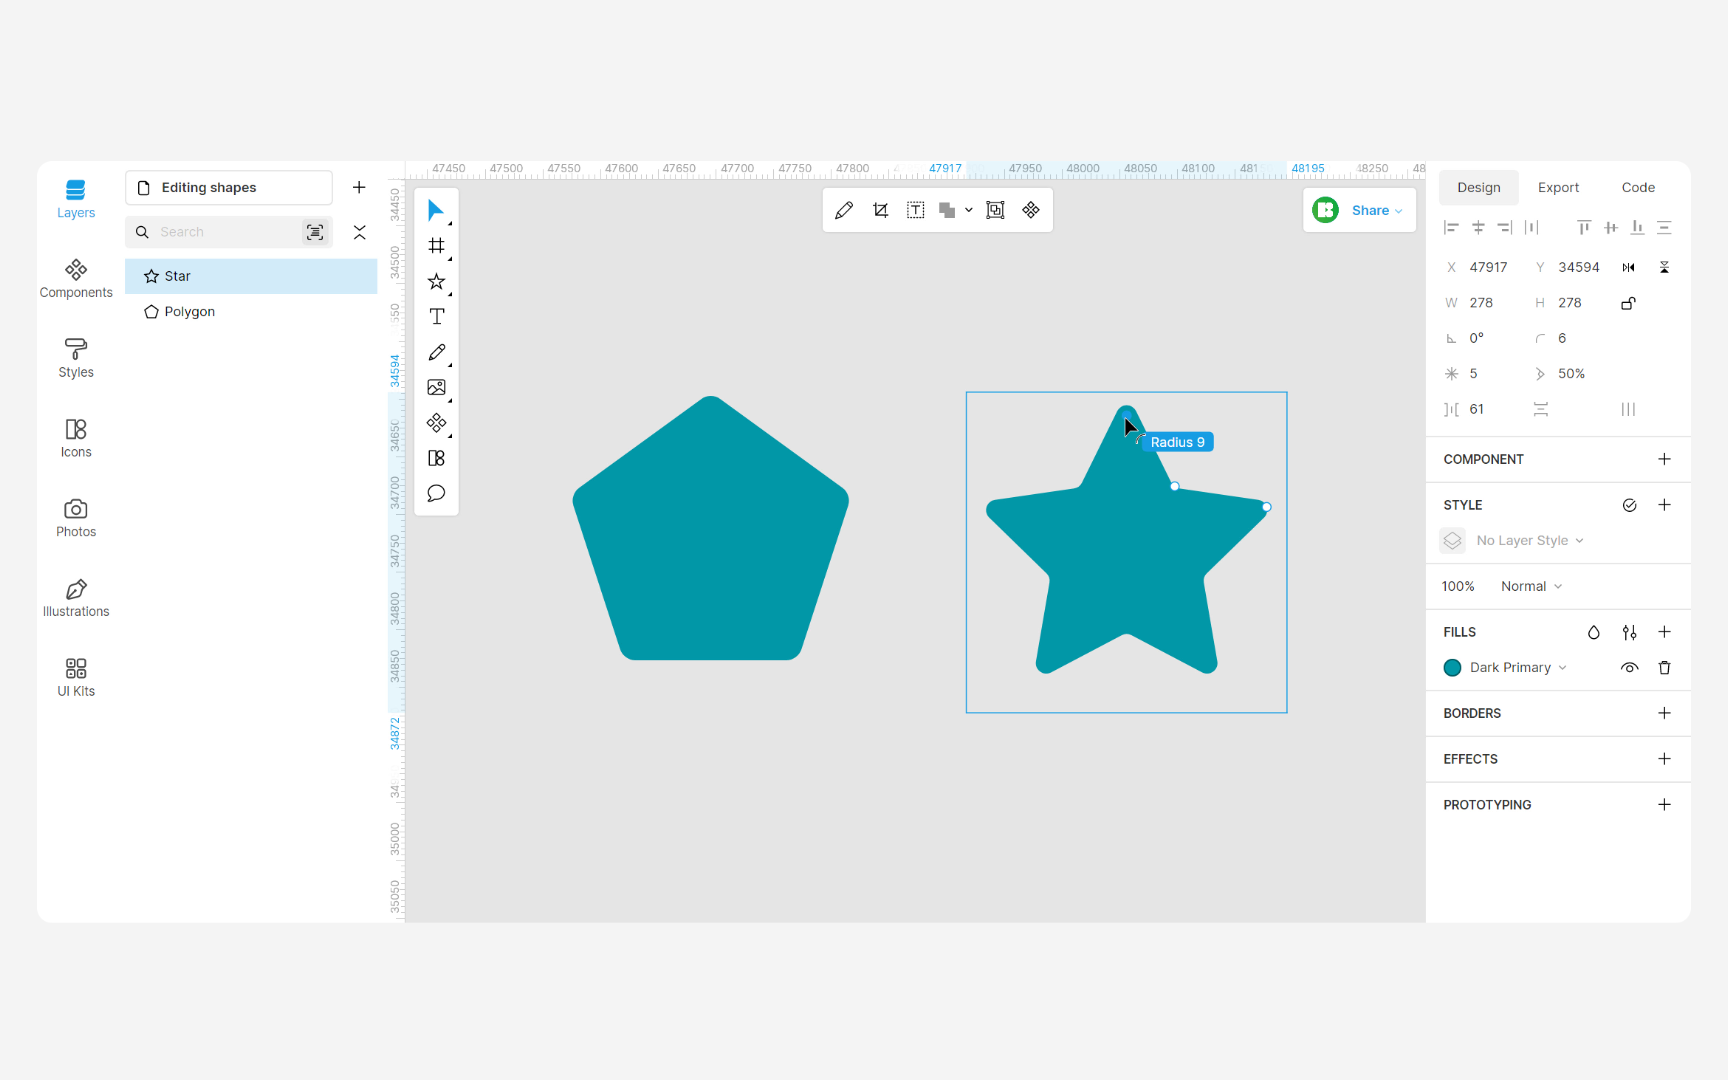 Layers
Components
Styles
Icons
Photos
Illustrations
UI Kits
Editing shapes
Search
Star
Polygon
47450 47500 47550 47600 47650 47700 47750 47800 47917 47950 48000 48050 48100 481 48195 48250 48
34450
34500
550
34594
34650
34700
34750
34800
34850
34872
34
35000
35050
Share
Radius 9
Design Export Code
X 47917 Y 34594
W 278 H 278
0° 6
5 50%
61
COMPONENT
STYLE
No Layer Style
100% Normal
FILLS
Dark Primary
BORDERS
EFFECTS
PROTOTYPING